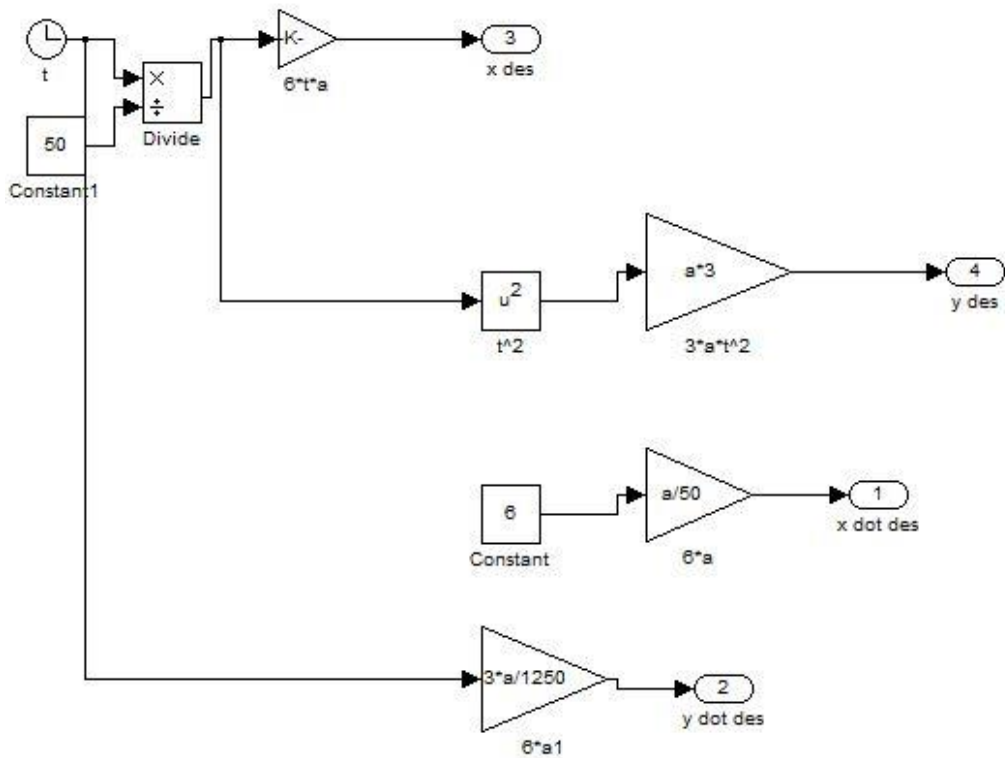 -K-
3
t
x des
6*t*a
×
÷
50
Divide
Constant1
a*3
4
u2
y des
t^2
3*a*t^2
a/50
1
6
x dot des
Constant
6*a
3*a/1250
2
y dot des
6*a1